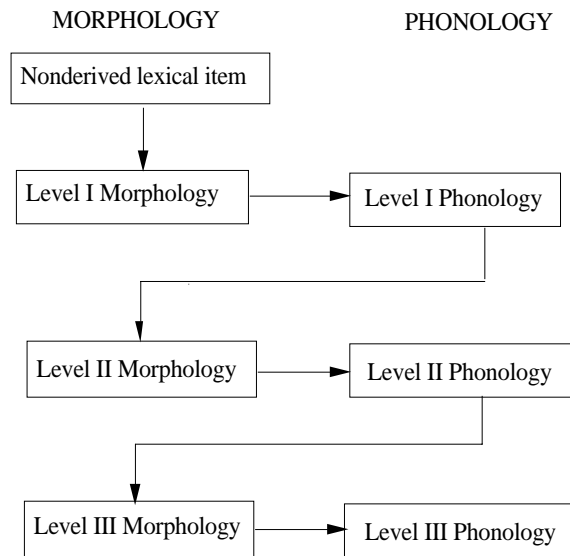 MORPHOLOGY
PHONOLOGY
Nonderived lexical item
Level I Morphology
Level I Phonology
Level II Morphology
Level II Phonology
Level III Morphology
Level III Phonology